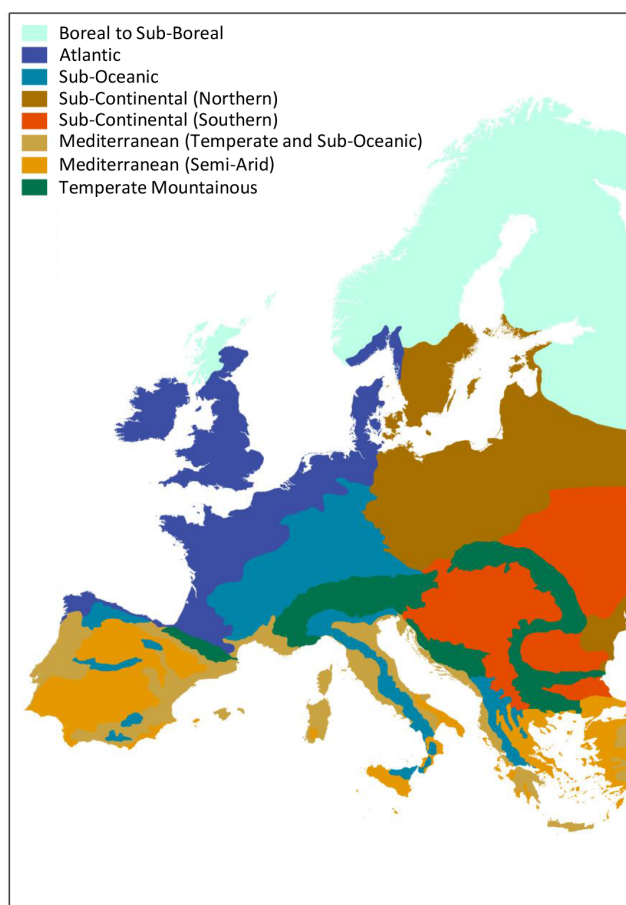 Boreal to Sub-Boreal
Atlantic
Sub-Oceanic
Sub-Continental (Northern)
Sub-Continental (Southern)
Mediterranean (Temperate and Sub-Oceanic)
Mediterranean (Semi-Arid)
Temperate Mountainous